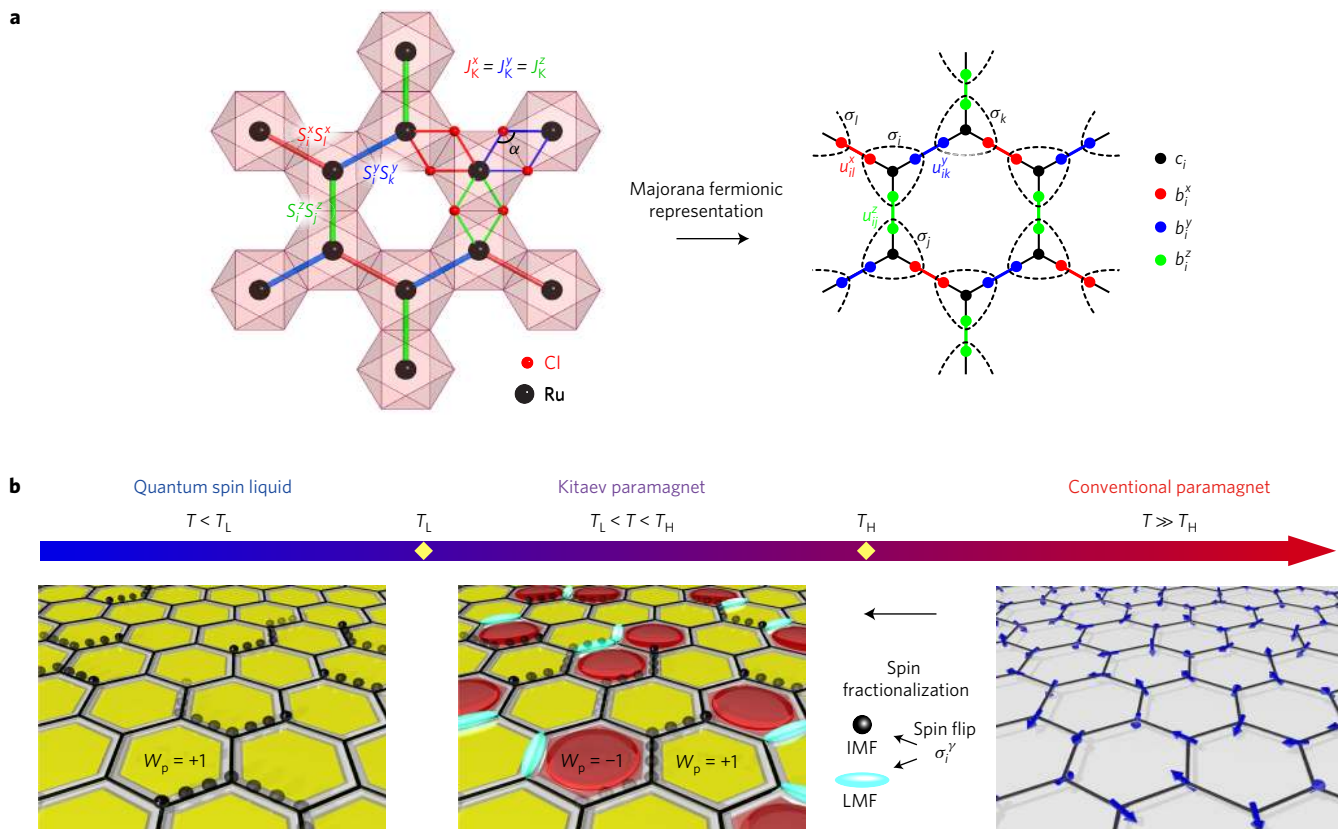 a
J_K^x = J_K^y = J_K^z
S_i^x S_l^x
S_i^y S_k^y
S_i^z S_j^z
α
Cl
Ru
Majorana fermionic
representation
σ_l
σ_i
σ_k
u_il^x
u_ik^y
u_ij^z
σ_j
c_i
b_i^x
b_i^y
b_i^z
b
Quantum spin liquid
Kitaev paramagnet
Conventional paramagnet
T < T_L
T_L
T_L < T < T_H
T_H
T ≫ T_H
W_p = +1
W_p = −1
W_p = +1
Spin
fractionalization
IMF
Spin flip
σ_i^γ
LMF